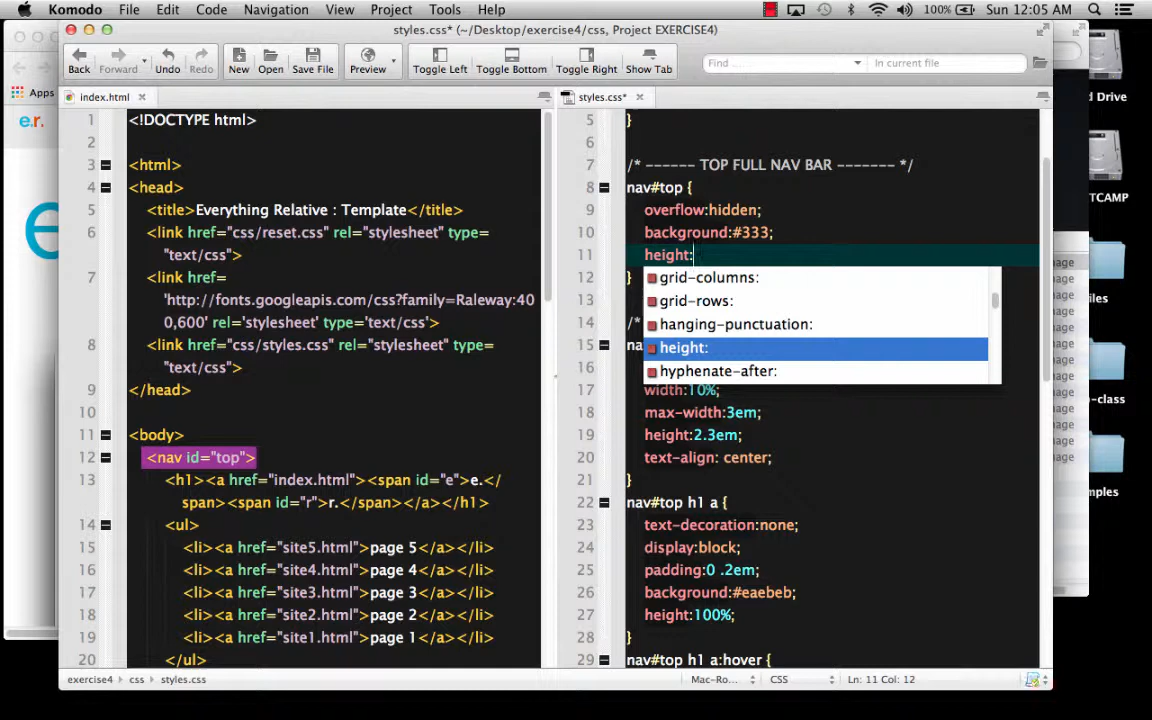 Komodo File Edit Code Navigation View Project Tools Help 100% Sun 12:05 AM
styles.css* (~/Desktop/exercise4/css, Project EXERCISE4)
Back Forward Undo Redo New Open Save File Preview Toggle Left Toggle Bottom Toggle Right Show Tab Find ... In current file
Apps
e.r.
index.html
1 <!DOCTYPE html>
2
3 <html>
4 <head>
5 <title>Everything Relative : Template</title>
6 <link href="css/reset.css" rel="stylesheet" type=
"text/css">
7 <link href=
'http://fonts.googleapis.com/css?family=Raleway:40
0,600' rel='stylesheet' type='text/css'>
8 <link href="css/styles.css" rel="stylesheet" type=
"text/css">
9 </head>
10
11 <body>
12 <nav id="top">
13 <h1><a href="index.html"><span id="e">e.</
span><span id="r">r.</span></a></h1>
14 <ul>
15 <li><a href="site5.html">page 5</a></li>
16 <li><a href="site4.html">page 4</a></li>
17 <li><a href="site3.html">page 3</a></li>
18 <li><a href="site2.html">page 2</a></li>
19 <li><a href="site1.html">page 1</a></li>
20 </ul>
styles.css*
5 }
6
7 /* ------ TOP FULL NAV BAR ------- */
8 nav#top {
9 overflow:hidden;
10 background:#333;
11 height:
12 }
13
14 /*
15 na
16
17 width:10%;
18 max-width:3em;
19 height:2.3em;
20 text-align: center;
21 }
22 nav#top h1 a {
23 text-decoration:none;
24 display:block;
25 padding:0 .2em;
26 background:#eaebeb;
27 height:100%;
28 }
29 nav#top h1 a:hover {
grid-columns:
grid-rows:
hanging-punctuation:
height:
hyphenate-after:
exercise4 css styles.css
Mac-Ro... CSS Ln: 11 Col: 12
d Drive
TCAMP
files
-class
mples